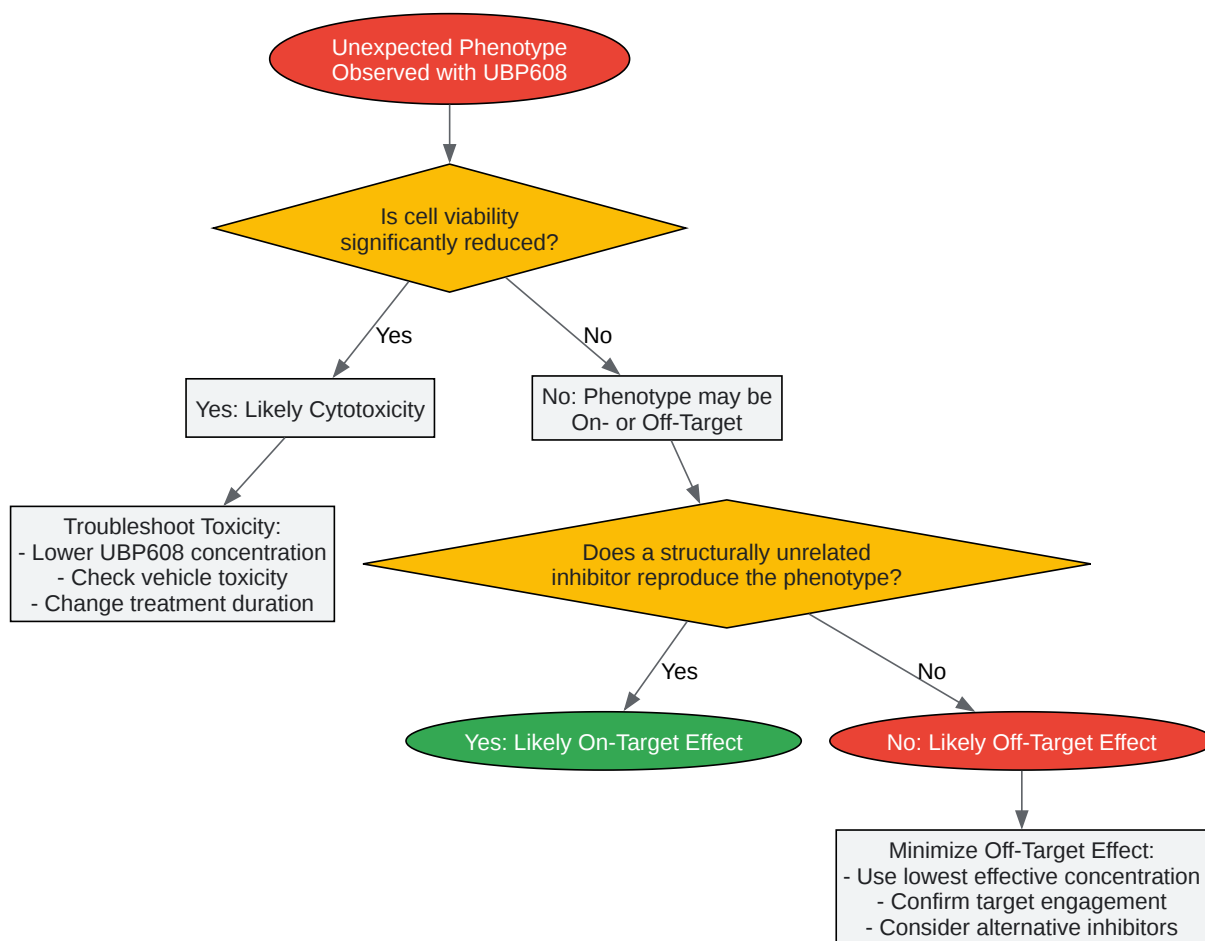 Unexpected Phenotype
Observed with UBP608
Is cell viability
significantly reduced?
Yes
No
Yes: Likely Cytotoxicity
No: Phenotype may be
On- or Off-Target
Troubleshoot Toxicity:
- Lower UBP608 concentration
- Check vehicle toxicity
- Change treatment duration
Does a structurally unrelated
inhibitor reproduce the phenotype?
Yes
No
Yes: Likely On-Target Effect
No: Likely Off-Target Effect
Minimize Off-Target Effect:
- Use lowest effective concentration
- Confirm target engagement
- Consider alternative inhibitors